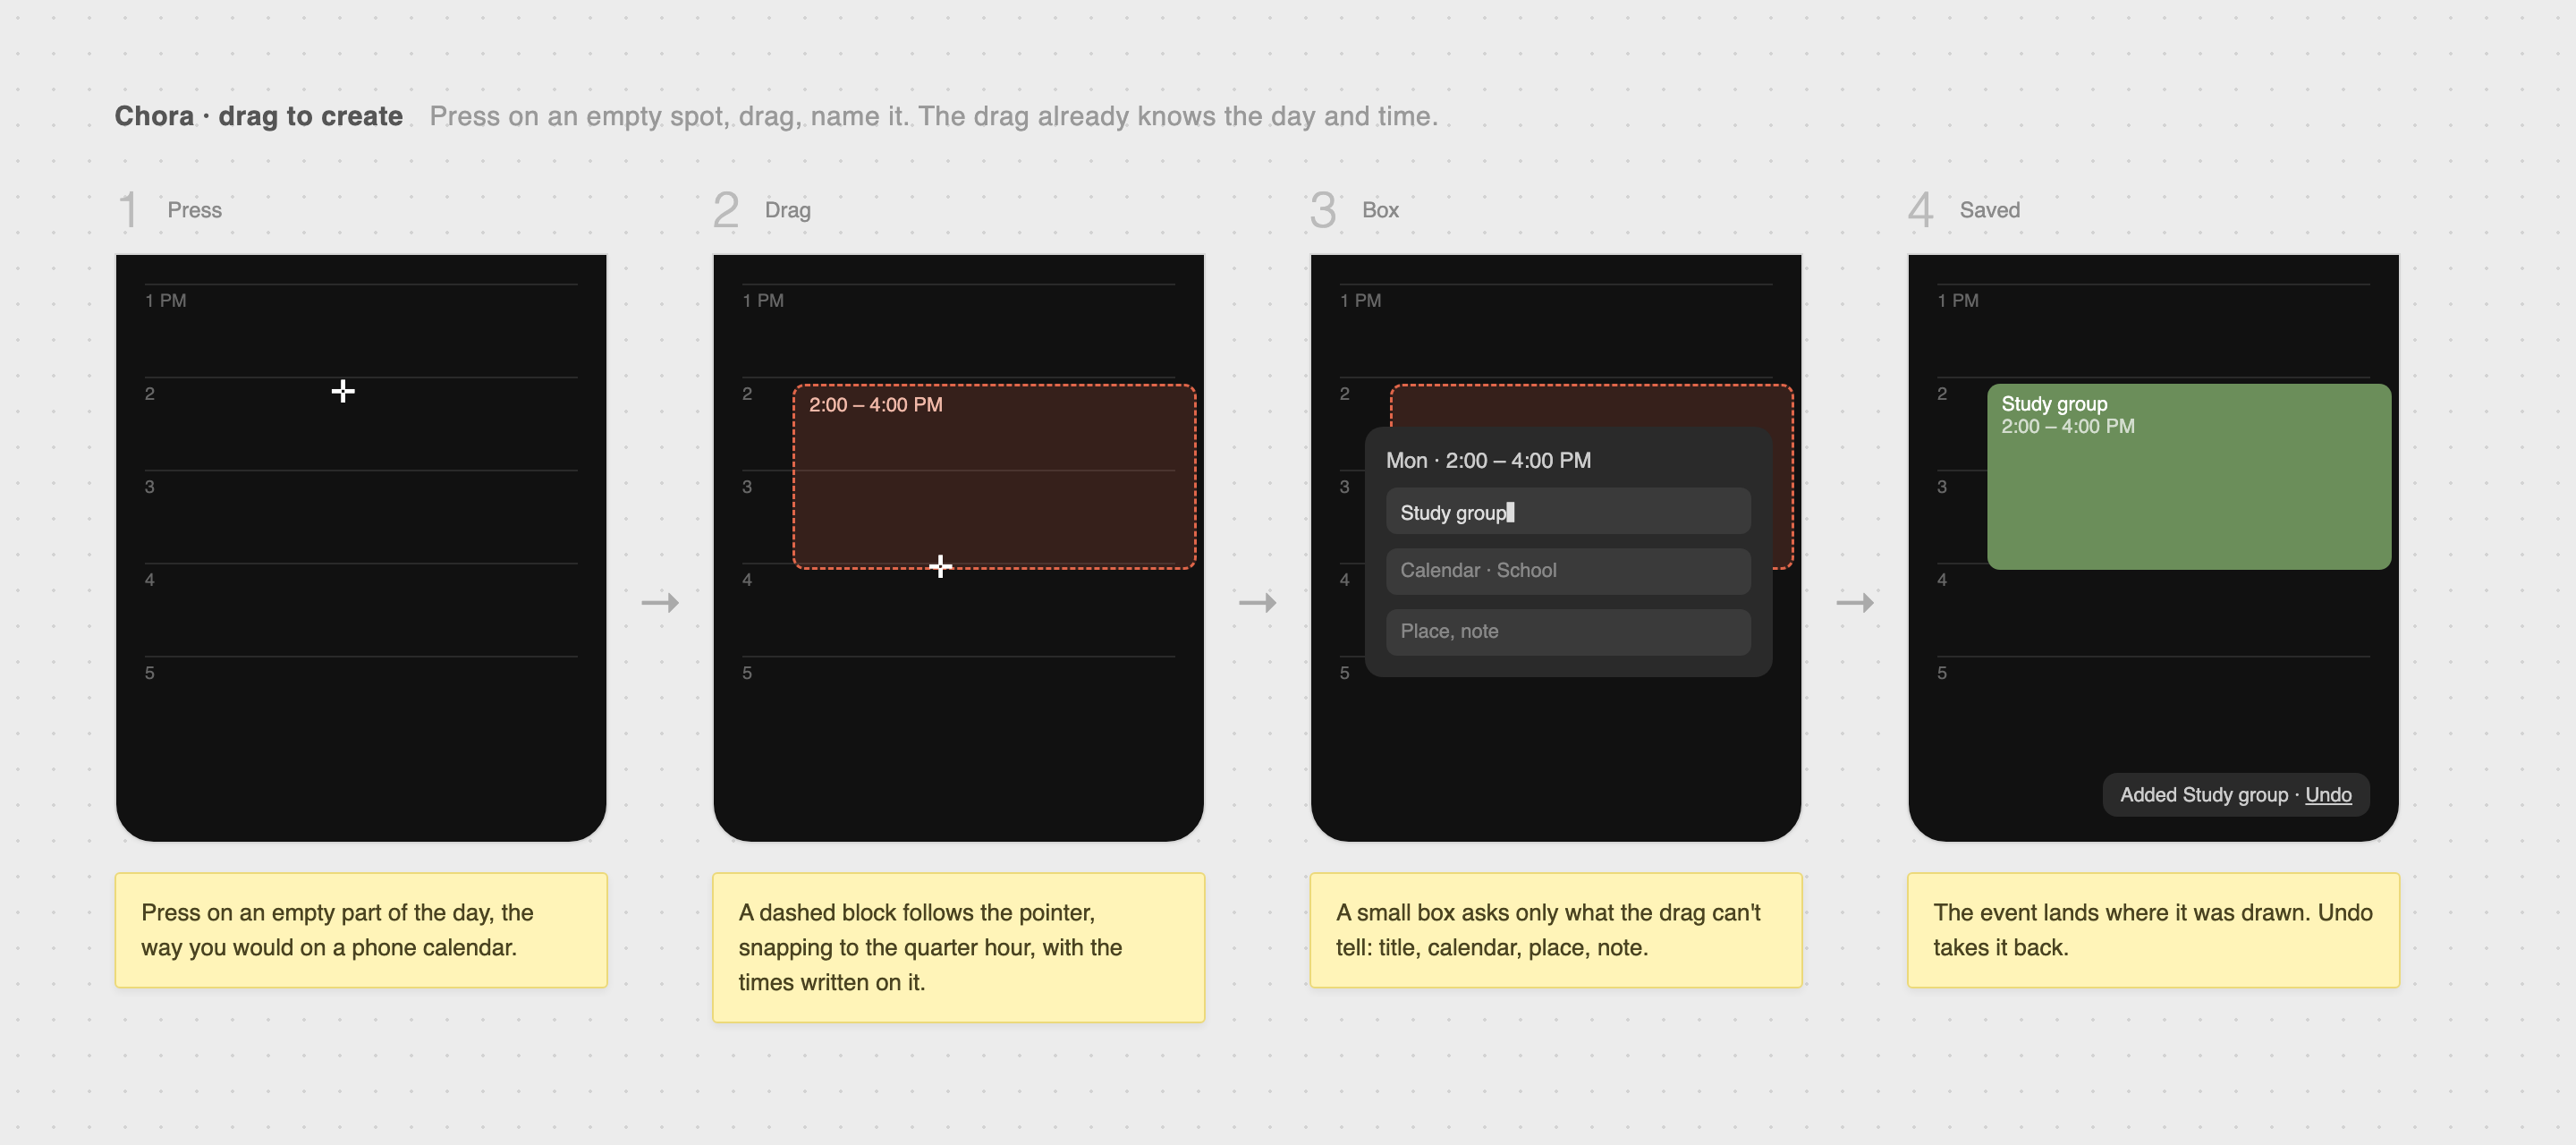 Chora · drag to create Press on an empty spot, drag, name it. The drag already knows the day and time.
1 Press
1 PM
2
3
4
5
Press on an empty part of the day, the
way you would on a phone calendar.
2 Drag
1 PM
2
2:00 – 4:00 PM
3
4
5
A dashed block follows the pointer,
snapping to the quarter hour, with the
times written on it.
3 Box
1 PM
2
Mon · 2:00 – 4:00 PM
3
Study group
Calendar · School
4
Place, note
5
A small box asks only what the drag can't
tell: title, calendar, place, note.
4 Saved
1 PM
2
Study group
2:00 – 4:00 PM
3
4
5
Added Study group · Undo
The event lands where it was drawn. Undo
takes it back.